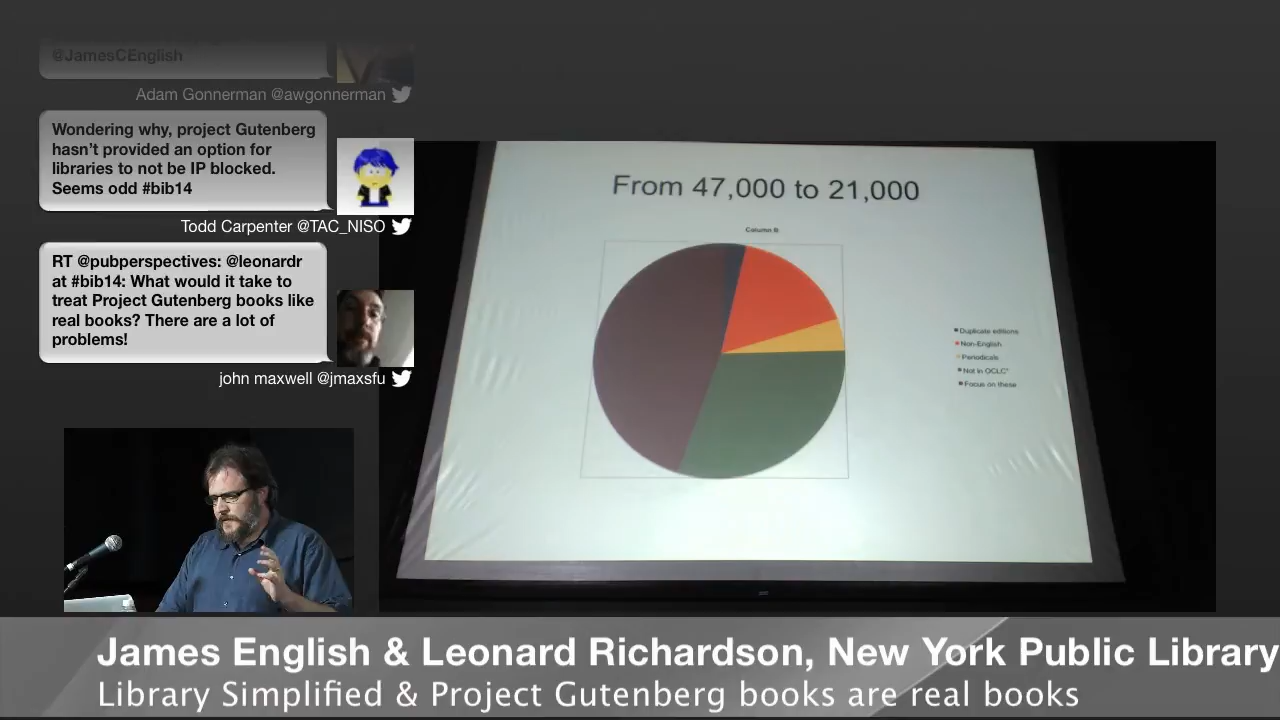 @JamesCEnglish
Adam Gonnerman @awgonnerman
Wondering why, project Gutenberg
hasn't provided an option for
libraries to not be IP blocked.
Seems odd #bib14
Todd Carpenter @TAC_NISO
RT @pubperspectives: @leonardr
at #bib14: What would it take to
treat Project Gutenberg books like
real books? There are a lot of
problems!
john maxwell @jmaxsfu
From 47,000 to 21,000
Column B
Duplicate editions
Non-English
Periodicals
Not in OCLC*
Focus on these
James English & Leonard Richardson, New York Public Library
Library Simplified & Project Gutenberg books are real books